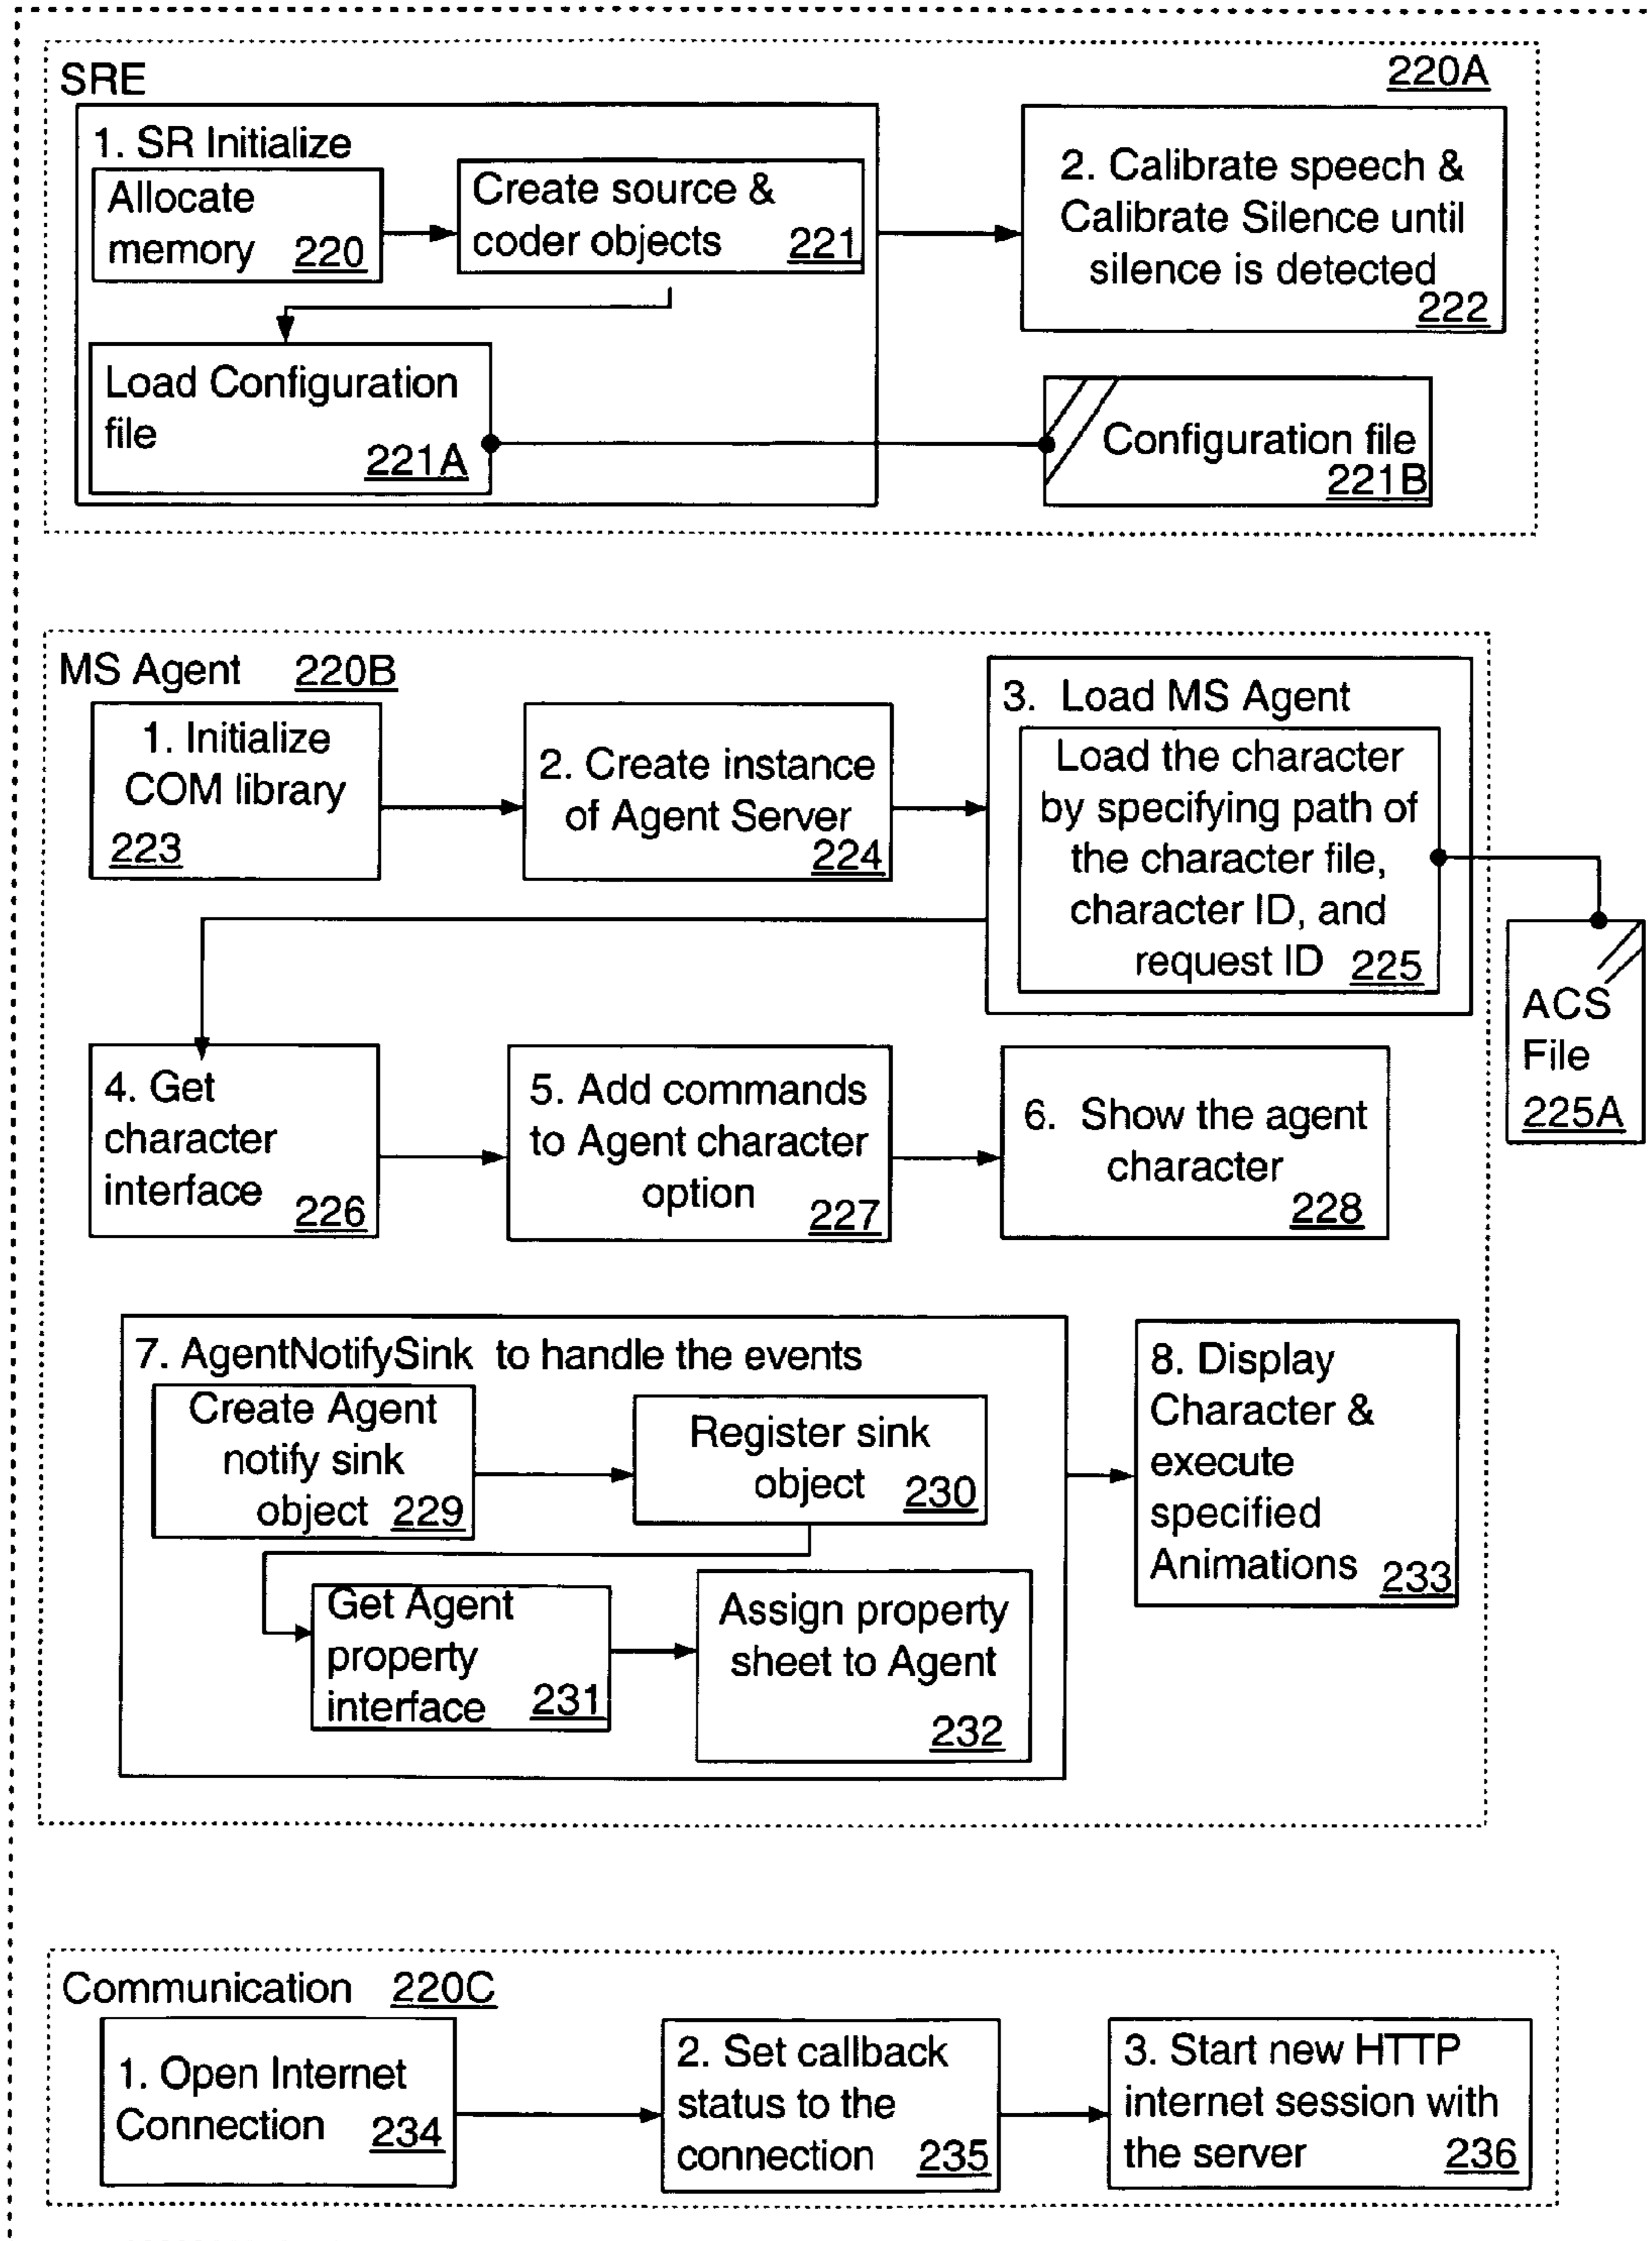 SRE
220A
1. SR Initialize
Allocate
memory 220
Create source &
coder objects 221
2. Calibrate speech &
Calibrate Silence until
silence is detected
222
Load Configuration
file
221A
Configuration file
221B
MS Agent 220B
1. Initialize
COM library
223
2. Create instance
of Agent Server
224
3. Load MS Agent
Load the character
by specifying path of
the character file,
character ID, and
request ID 225
ACS
File
225A
4. Get
character
interface 226
5. Add commands
to Agent character
option 227
6. Show the agent
character
228
7. AgentNotifySink to handle the events
Create Agent
notify sink
object 229
Register sink
object 230
Get Agent
property
interface 231
Assign property
sheet to Agent
232
8. Display
Character &
execute
specified
Animations 233
Communication 220C
1. Open Internet
Connection 234
2. Set callback
status to the
connection 235
3. Start new HTTP
internet session with
the server 236